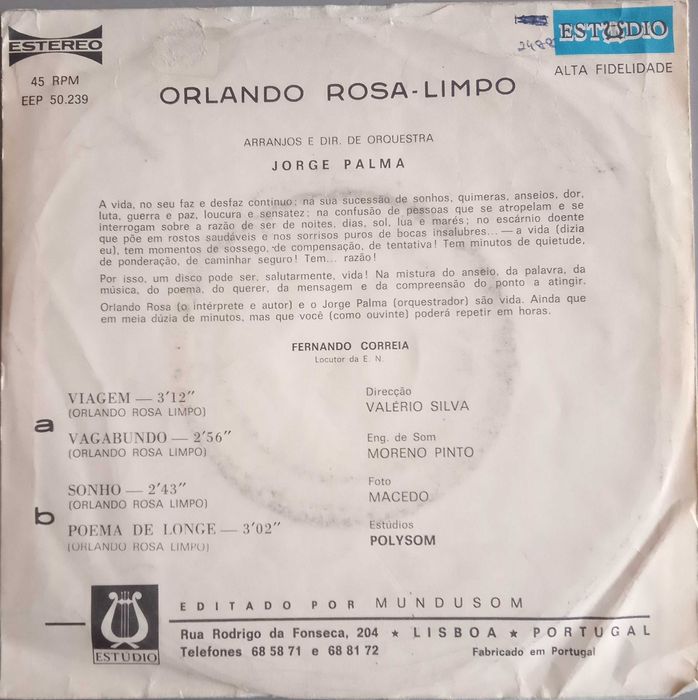 ESTEREO
2488
ESTÚDIO
45 RPM
ALTA FIDELIDADE
EEP 50.239
ORLANDO ROSA-LIMPO
ARRANJOS E DIR. DE ORQUESTRA
JORGE PALMA
A vida, no seu faz e desfaz contínuo; na sua sucessão de sonhos, quimeras, anseios, dor,
luta, guerra e paz, loucura e sensatez; na confusão de pessoas que se atropelam e se
interrogam sobre a razão de ser de noites, dias, sol, lua e marés; no escárnio doente
que põe em rostos saudáveis e nos sorrisos puros de bocas insalubres... — a vida (dizia
eu), tem momentos de sossego, de compensação, de tentativa! Tem minutos de quietude,
de ponderação, de caminhar seguro! Tem... razão!
Por isso, um disco pode ser, salutarmente, vida! Na mistura do anseio, da palavra, da
música, do poema, do querer, da mensagem e da compreensão do ponto a atingir.
Orlando Rosa (o intérprete e autor) e o Jorge Palma (orquestrador) são vida. Ainda que
em meia dúzia de minutos, mas que você (como ouvinte) poderá repetir em horas.
FERNANDO CORREIA
Locutor da E. N.
a
VIAGEM — 3'12"
(ORLANDO ROSA LIMPO)
VAGABUNDO — 2'56"
(ORLANDO ROSA LIMPO)
b
SONHO — 2'43"
(ORLANDO ROSA LIMPO)
POEMA DE LONGE — 3'02"
(ORLANDO ROSA LIMPO)
Direcção
VALÉRIO SILVA
Eng. de Som
MORENO PINTO
Foto
MACEDO
Estúdios
POLYSOM
ESTÚDIO
EDITADO POR MUNDUSOM
Rua Rodrigo da Fonseca, 204 ★ LISBOA ★ PORTUGAL
Telefones 68 58 71 e 68 81 72 Fabricado em Portugal